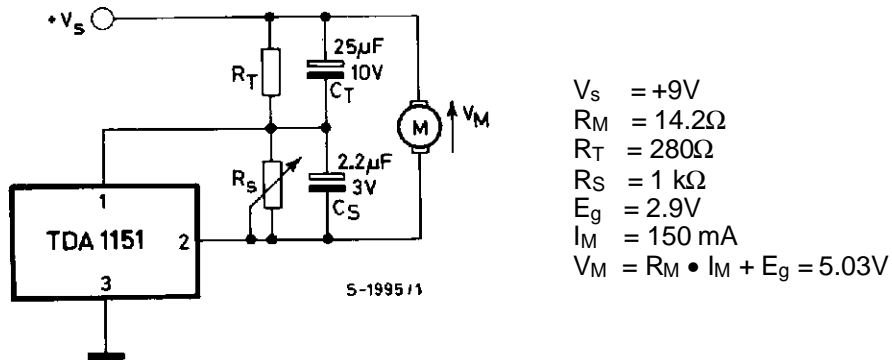 +V_S
25μF
10V
R_T
C_T
V_M
M
2.2μF
3V
R_S
C_S
1
TDA 1151
2
3
S-1995/1
V_s = +9V
R_M = 14.2Ω
R_T = 280Ω
R_S = 1 kΩ
E_g = 2.9V
I_M = 150 mA
V_M = R_M • I_M + E_g = 5.03V